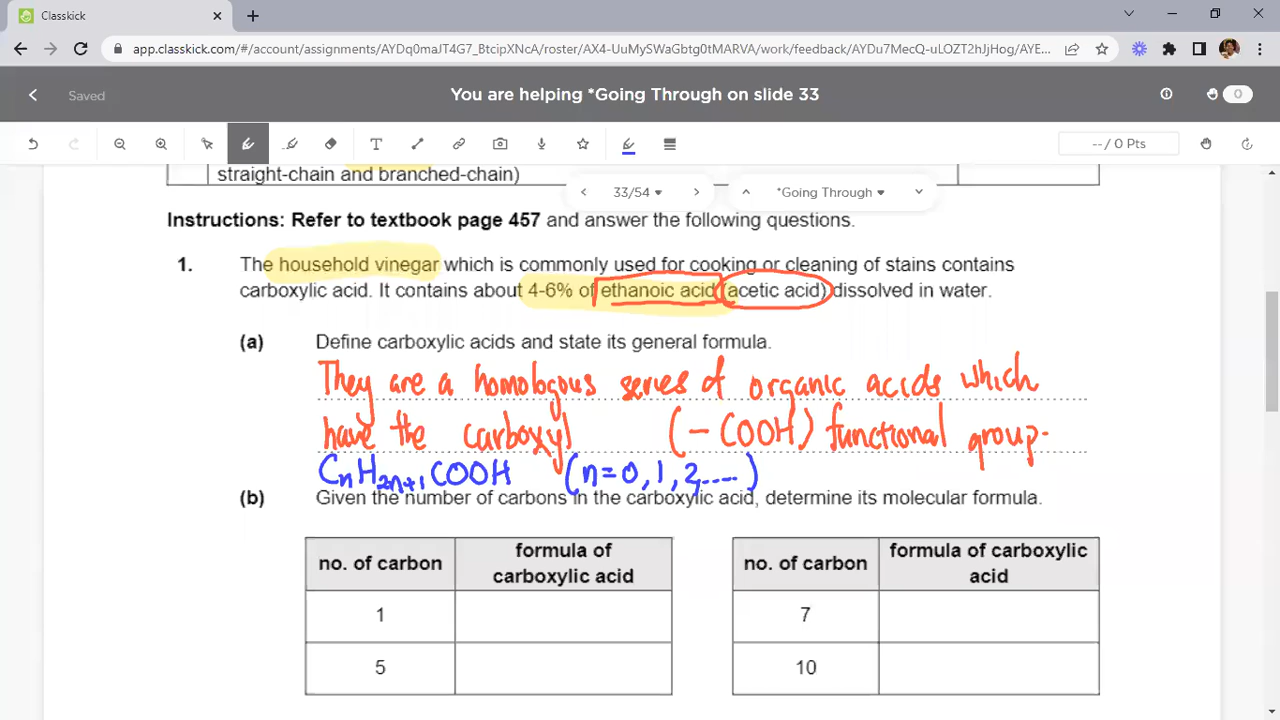 Classkick
app.classkick.com/#/account/assignments/AYDq0maJT4G7_BtcipXNcA/roster/AX4-UuMySWaGbtg0tMARVA/work/feedback/AYDu7MecQ-uLOZT2hJjHog/AYE...
Saved
You are helping *Going Through on slide 33
0
T
--/0 Pts
straight-chain and branched-chain)
33/54
*Going Through
Instructions: Refer to textbook page 457 and answer the following questions.
1. The household vinegar which is commonly used for cooking or cleaning of stains contains
carboxylic acid. It contains about 4-6% of ethanoic acid (acetic acid) dissolved in water.
(a) Define carboxylic acids and state its general formula.
They are a homologous series of organic acids which
have the carboxyl (-COOH) functional group.
CnH2n+1COOH (n=0,1,2,....)
(b) Given the number of carbons in the carboxylic acid, determine its molecular formula.
no. of carbon formula of carboxylic acid no. of carbon formula of carboxylic acid
1 7
5 10